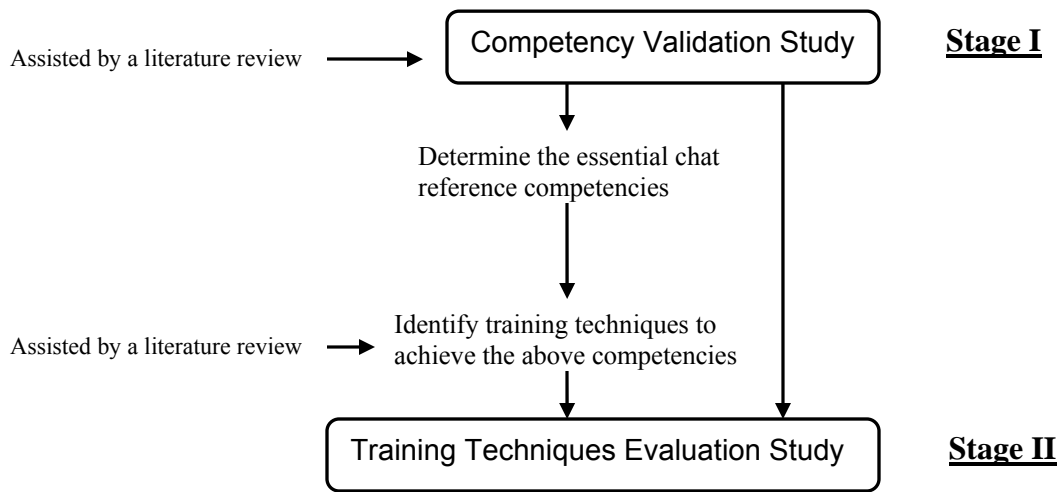 Competency Validation Study
Stage I
Assisted by a literature review
Determine the essential chat
reference competencies
Identify training techniques to
achieve the above competencies
Assisted by a literature review
Training Techniques Evaluation Study
Stage II